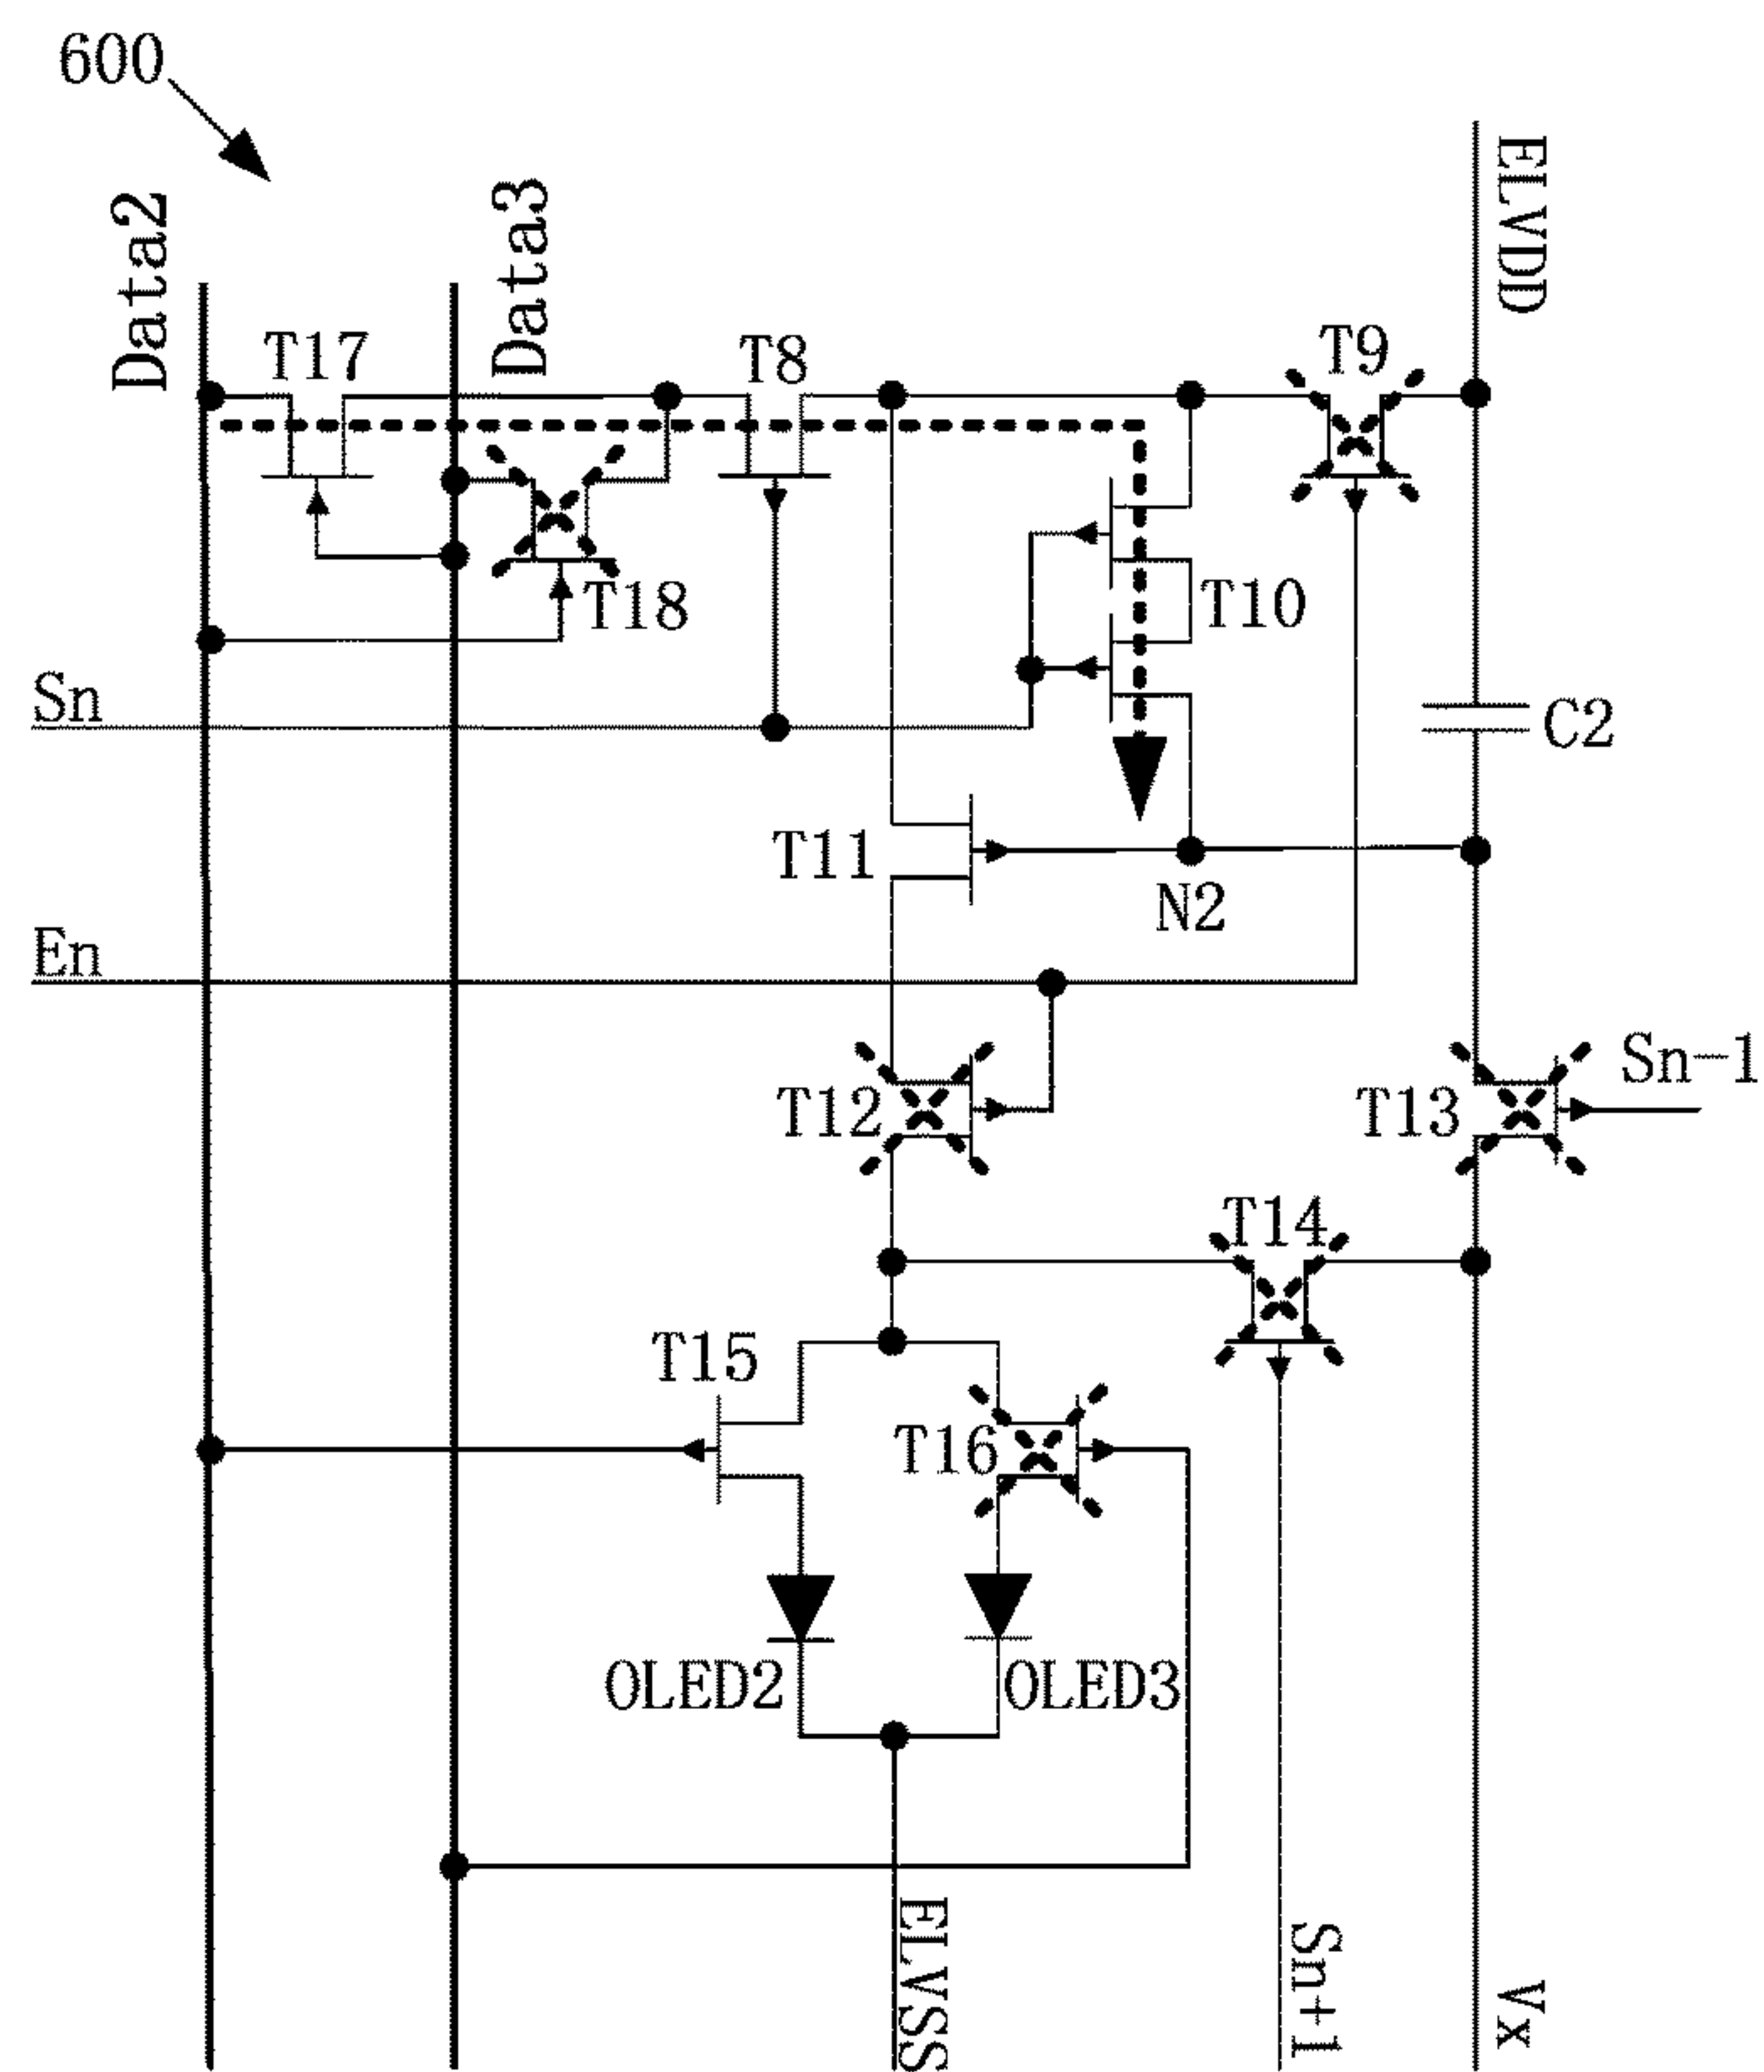 600
ELVDD
Data2
Data3
T17
T8
T9
T18
T10
Sn
C2
T11
N2
En
Sn-1
T12
T13
T14
T15
T16
OLED2
OLED3
ELVSS
Sn+1
Vx